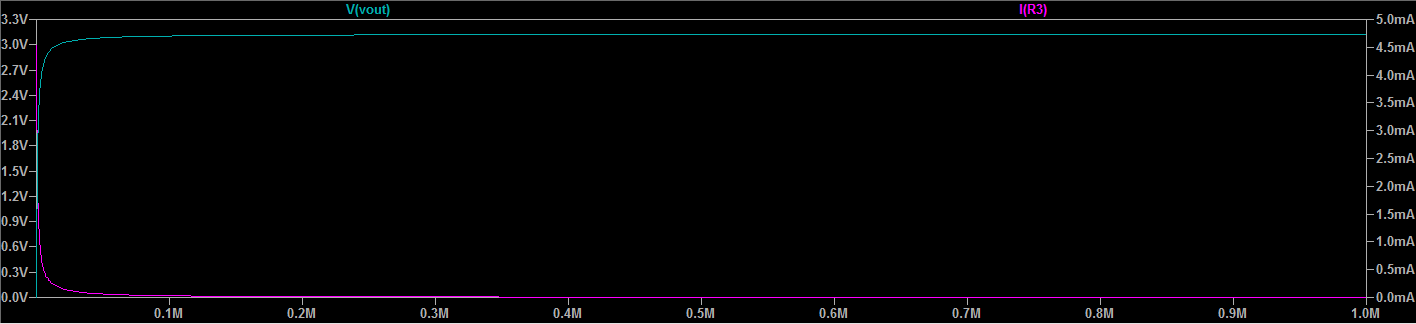 V(vout) I(R3)
3.3V 5.0mA
3.0V 4.5mA
2.7V 4.0mA
2.4V 3.5mA
2.1V 3.0mA
1.8V 2.5mA
1.5V 2.0mA
1.2V 1.5mA
0.9V 1.0mA
0.6V 0.5mA
0.3V 0.0mA
0.0V
0.1M 0.2M 0.3M 0.4M 0.5M 0.6M 0.7M 0.8M 0.9M 1.0M